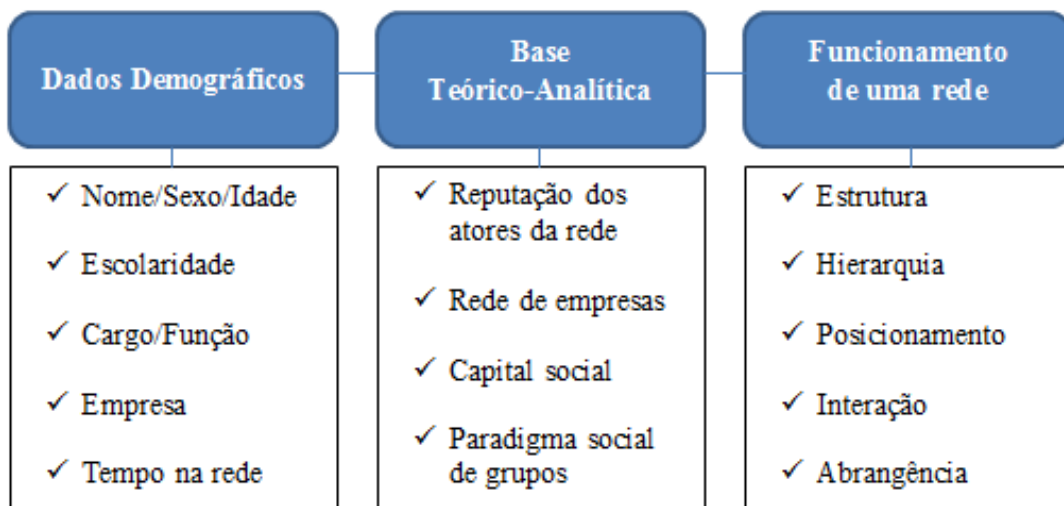 Dados Demográficos
✓ Nome/Sexo/Idade
✓ Escolaridade
✓ Cargo/Função
✓ Empresa
✓ Tempo na rede
Base
Teórico-Analítica
✓ Reputação dos
atores da rede
✓ Rede de empresas
✓ Capital social
✓ Paradigma social
de grupos
Funcionamento
de uma rede
✓ Estrutura
✓ Hierarquia
✓ Posicionamento
✓ Interação
✓ Abrangência